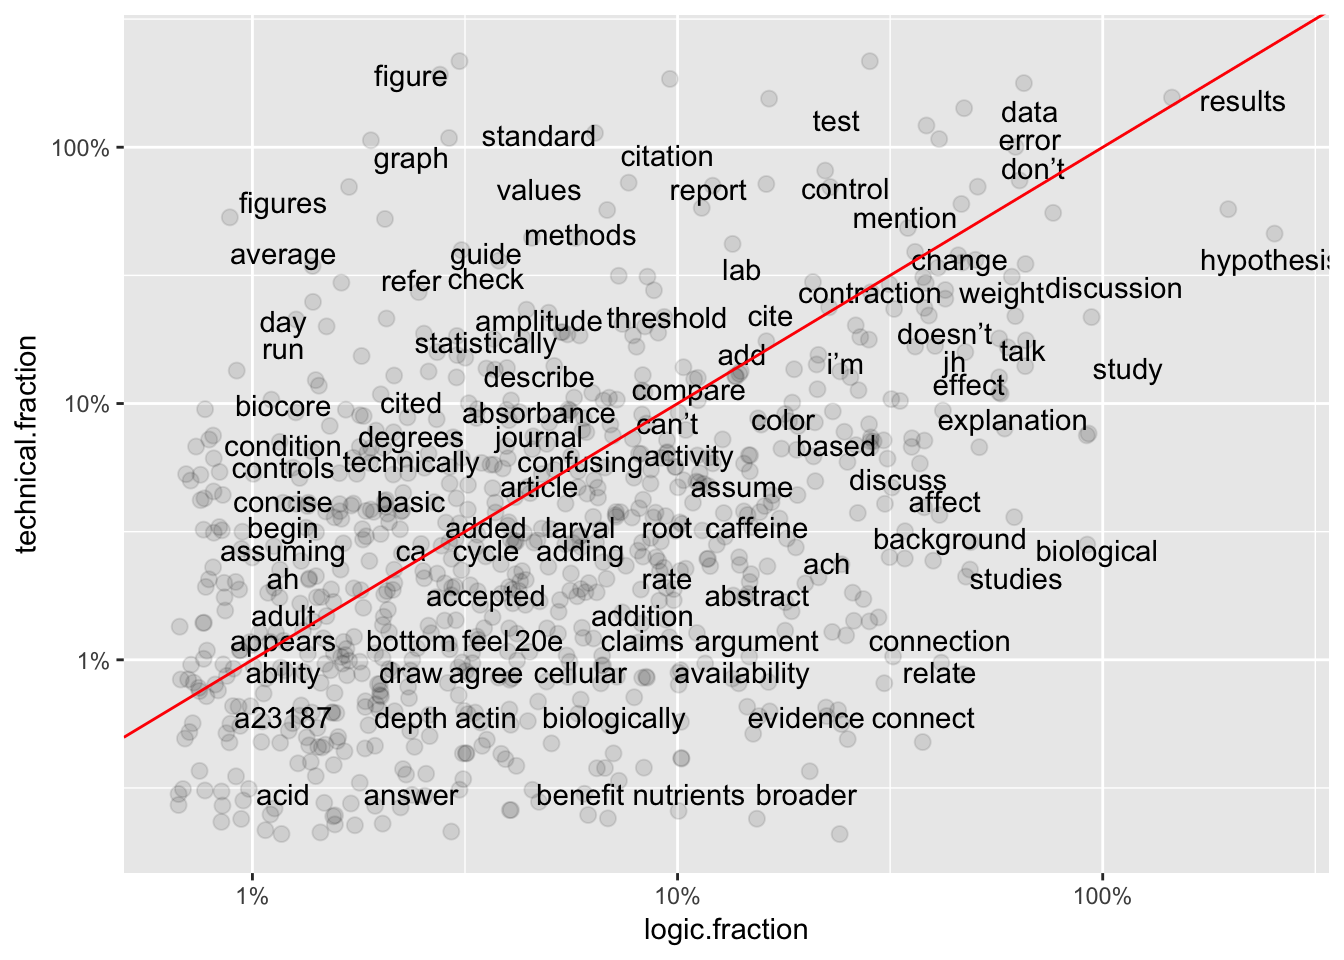 figure
results
data
test
standard
error
100%
citation
graph
don’t
values
report
control
figures
mention
methods
average
guide
change
hypothesis
lab
refer
check
contraction
weight
discussion
day
amplitude
threshold
cite
doesn’t
run
statistically
add
i’m
jh
talk
study
describe
effect
compare
10%
biocore
cited
absorbance
can’t
color
explanation
condition
degrees
journal
based
controls
technically
confusing
activity
article
assume
discuss
concise
basic
affect
begin
added
larval
root
caffeine
background
assuming
ca
cycle
adding
biological
ah
rate
ach
studies
accepted
abstract
adult
addition
appears
bottom
feel
20e
claims
argument
connection
1%
ability
draw
agree
cellular
availability
relate
a23187
depth
actin
biologically
evidence
connect
acid
answer
benefit
nutrients
broader
technical.fraction
1%
10%
100%
logic.fraction